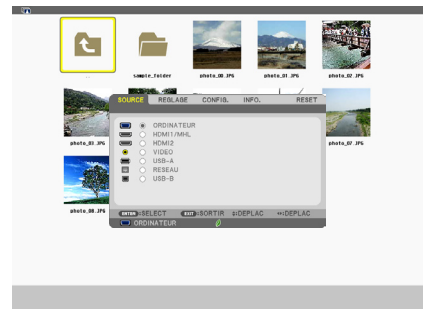 sample_folder photo_00.JPG photo_01.JPG photo_02.JPG
SOURCE REGLAGE CONFIG. INFO. RESET
ORDINATEUR
HDMI1/MHL
HDMI2
VIDEO
USB-A
RESEAU
USB-B
photo_03.JPG photo_07.JPG
photo_08.JPG
ENTER :SELECT EXIT :SORTIR ↕:DEPLAC ↔:DEPLAC
ORDINATEUR